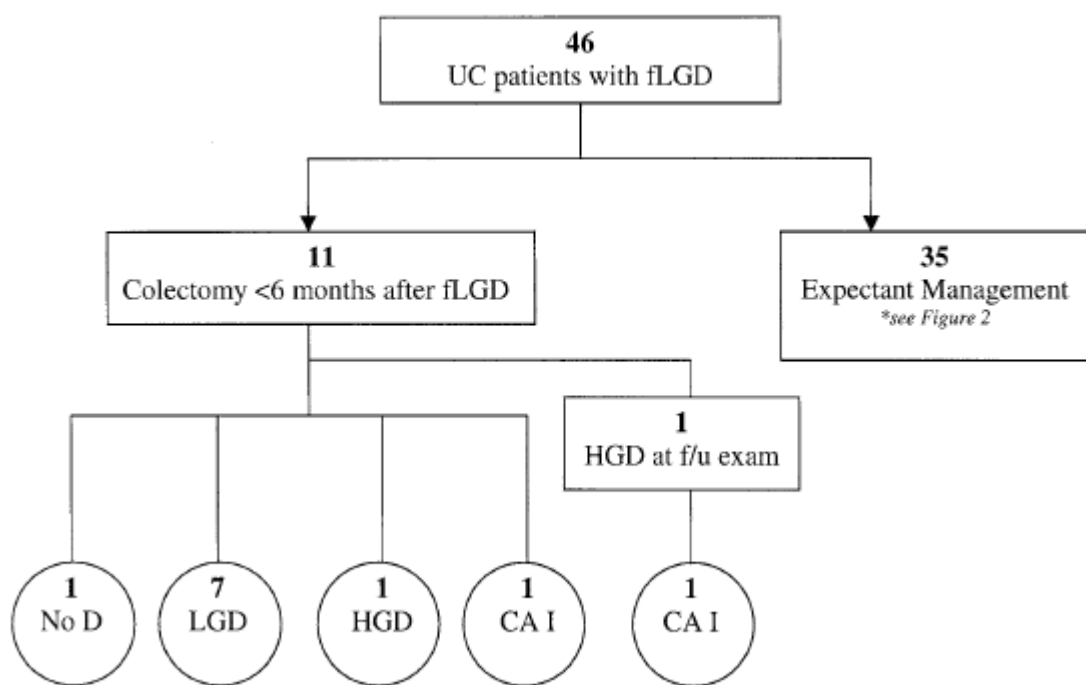 46
UC patients with fLGD
11
Colectomy <6 months after fLGD
35
Expectant Management
*see Figure 2
1
HGD at f/u exam
1
No D
7
LGD
1
HGD
1
CA I
1
CA I